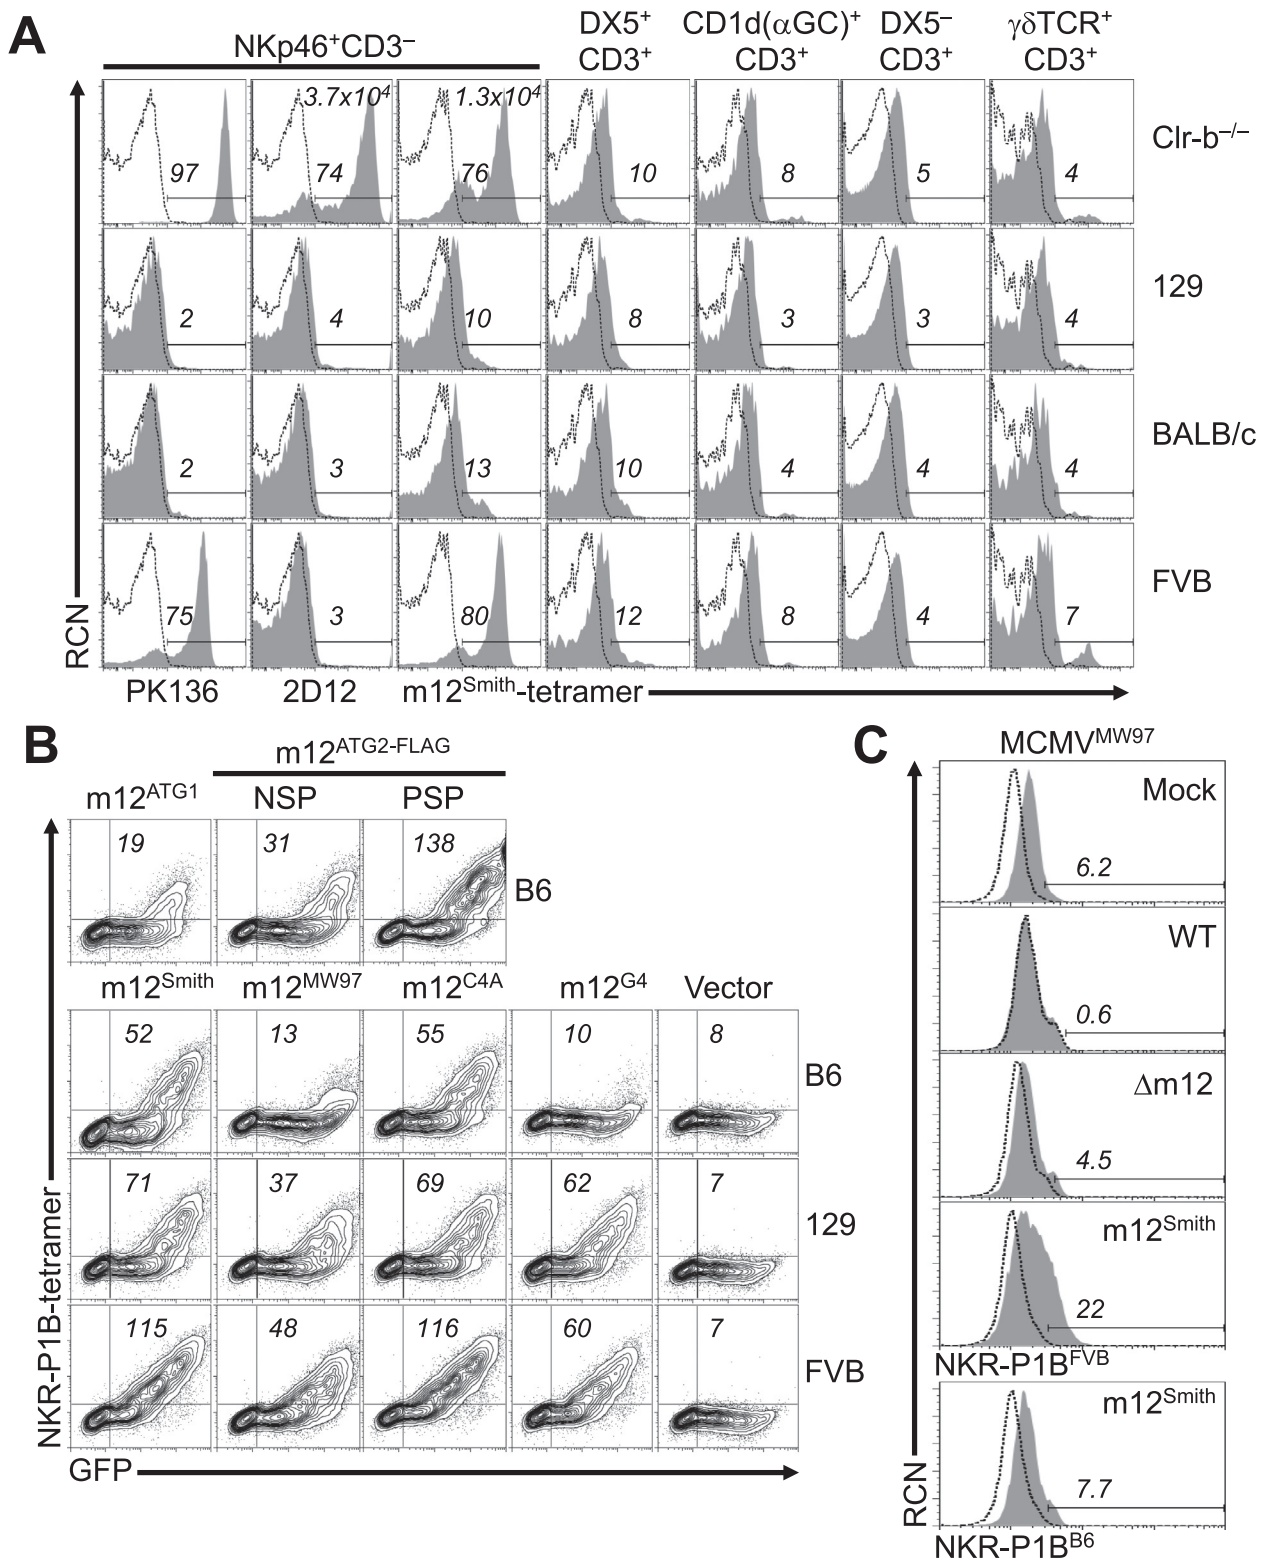 A
NKp46⁺CD3⁻
DX5⁺
CD3⁺
CD1d(αGC)⁺
CD3⁺
DX5⁻
CD3⁺
γδTCR⁺
CD3⁺
3.7x10⁴ 1.3x10⁴
97 74 76 10 8 5 4
Clr-b⁻/⁻
2 4 10 8 3 3 4
129
2 3 13 10 4 4 4
BALB/c
75 3 80 12 8 4 7
FVB
RCN
PK136 2D12 m12ˢᵐⁱᵗʰ-tetramer
B
m12ATG2-FLAG
m12ATG1 NSP PSP
19 31 138
B6
m12Smith m12MW97 m12C4A m12G4 Vector
52 13 55 10 8
B6
71 37 69 62 7
129
115 48 116 60 7
FVB
NKR-P1B-tetramer
GFP
C
MCMVMW97
Mock
6.2
WT
0.6
Δm12
4.5
m12Smith
22
NKR-P1BFVB
m12Smith
7.7
RCN
NKR-P1BB6